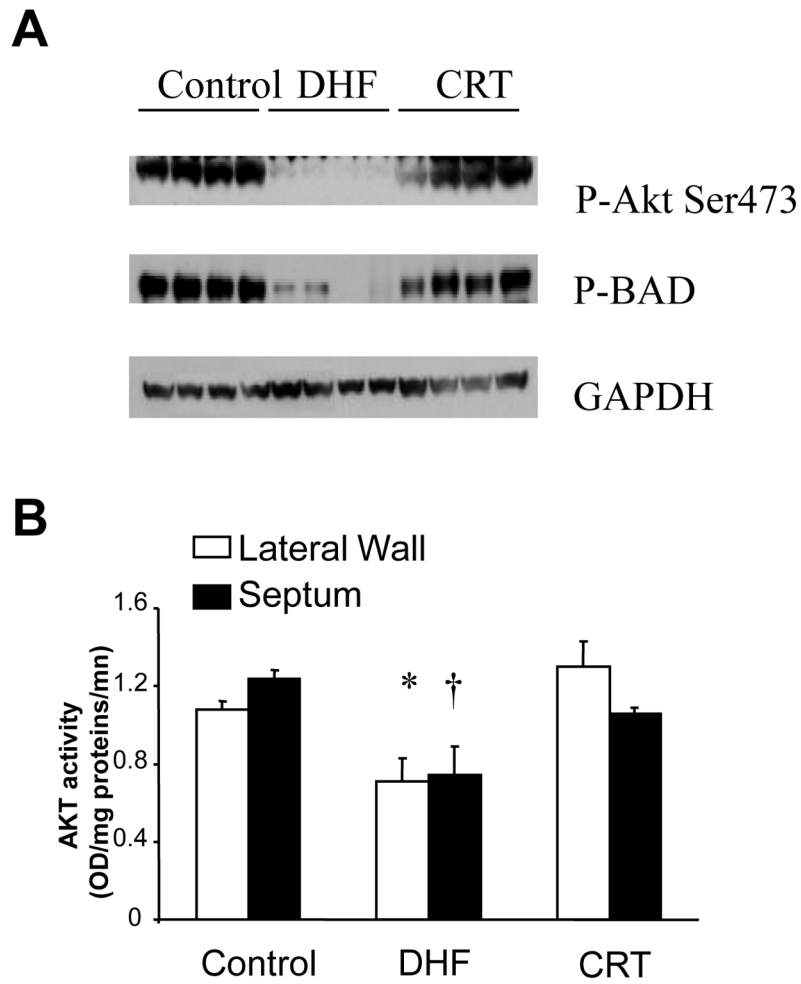 A
Control DHF CRT
P-Akt Ser473
P-BAD
GAPDH
B
Lateral Wall
Septum
AKT activity
(OD/mg proteins/mn)
1.6
1.2
0.8
0.4
0
* †
Control DHF CRT